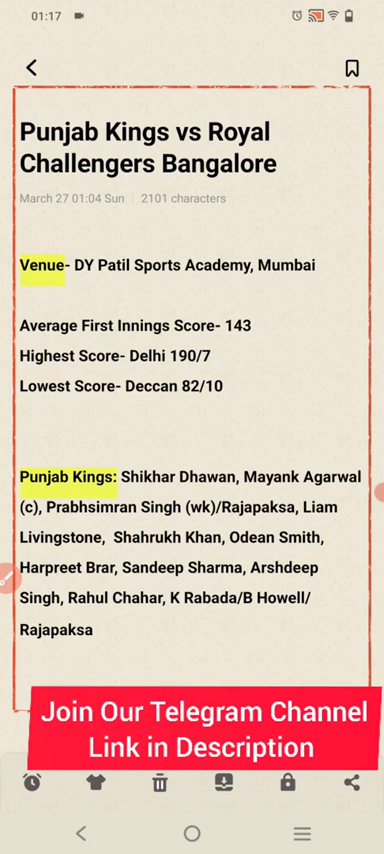 01:17
Punjab Kings vs Royal
Challengers Bangalore
March 27 01:04 Sun | 2101 characters
Venue- DY Patil Sports Academy, Mumbai
Average First Innings Score- 143
Highest Score- Delhi 190/7
Lowest Score- Deccan 82/10
Punjab Kings: Shikhar Dhawan, Mayank Agarwal
(c), Prabhsimran Singh (wk)/Rajapaksa, Liam
Livingstone, Shahrukh Khan, Odean Smith,
Harpreet Brar, Sandeep Sharma, Arshdeep
Singh, Rahul Chahar, K Rabada/B Howell/
Rajapaksa
Join Our Telegram Channel
Link in Description